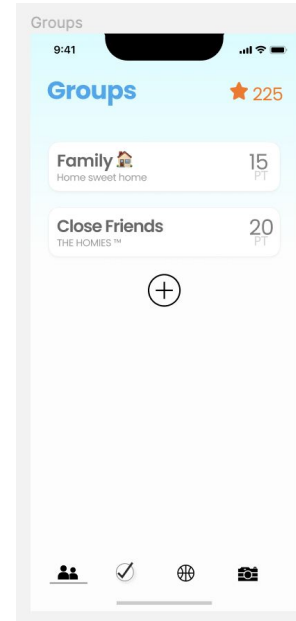 Groups
9:41
Groups
225
Family
15
Home sweet home
PT
Close Friends
20
THE HOMIES ™
PT